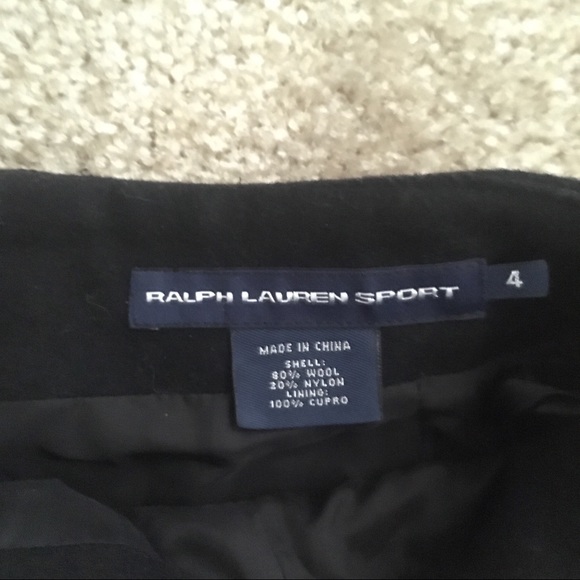 RALPH LAUREN SPORT 4
MADE IN CHINA
SHELL:
80% WOOL
20% NYLON
LINING:
100% CUPRO